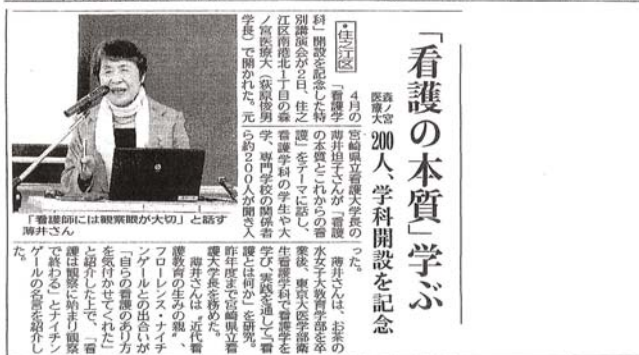 「看護の本質」学ぶ
森ノ宮
医療大
200人、学科開設を記念
住之江区
4月の
「看護学
科」開設を記念した特
別講演会が2日、住之
江区南港北1丁目の森
ノ宮医療大(荻原俊男
学長)で開かれた。元
宮崎県立看護大学長の
薄井坦子さんが「看護
の本質とこれからの看
護」をテーマに話し、
看護学科の学生や大
学、専門学校の関係者
ら約200人が聞き入
った。
薄井さんは、お茶の
水女子大教育学部を卒
業後、東京大医学部衛
生看護学科で看護学を
学び、実践を通して「看
護とは何か」を研究。
昨年度まで宮崎県立看
護大学長を務めた。
薄井さんは〝近代看
護教育の生みの親〟、
フローレンス・ナイチ
ンゲールとの出合いが
「自らの看護のあり方
を気付かせてくれた」
と紹介した上で、「看
護は観察に始まり観察
で終わる」とナイチン
ゲールの名言を紹介し
た。
「看護師には観察眼が大切」と話す
薄井さん